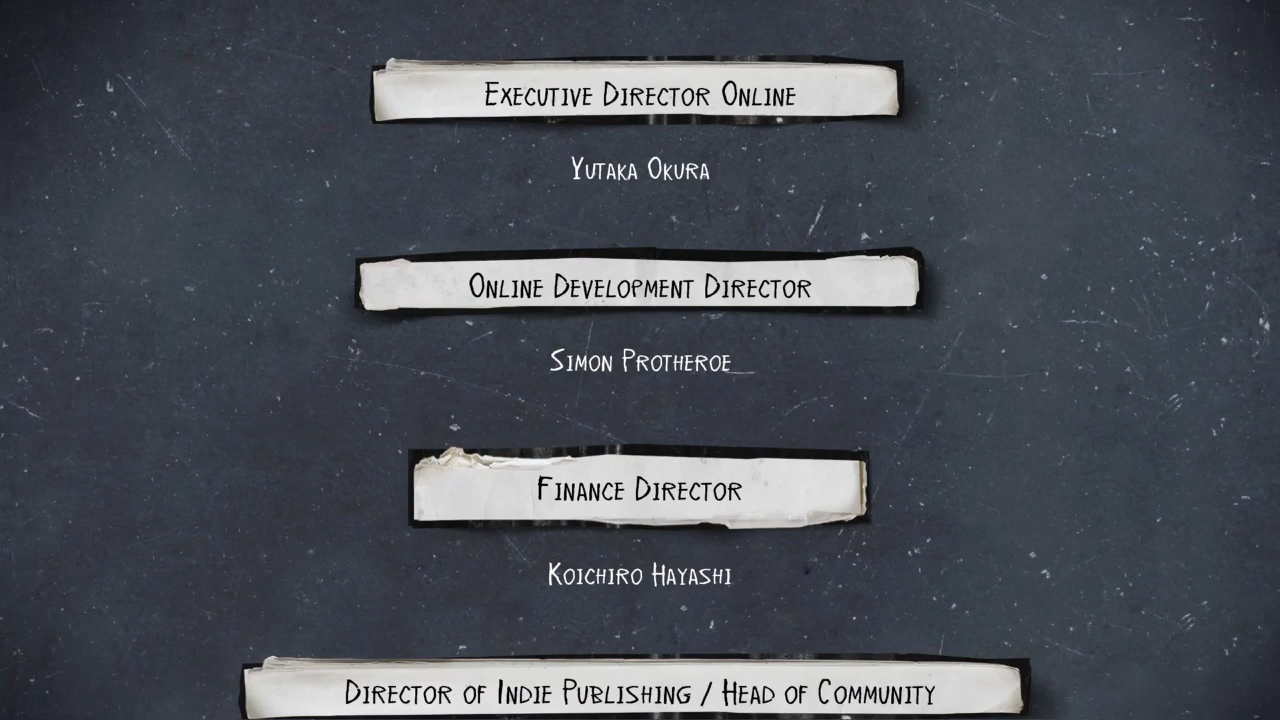 Executive Director Online
Yutaka Okura
Online Development Director
Simon Protheroe
Finance Director
Koichiro Hayashi
Director of Indie Publishing / Head of Community